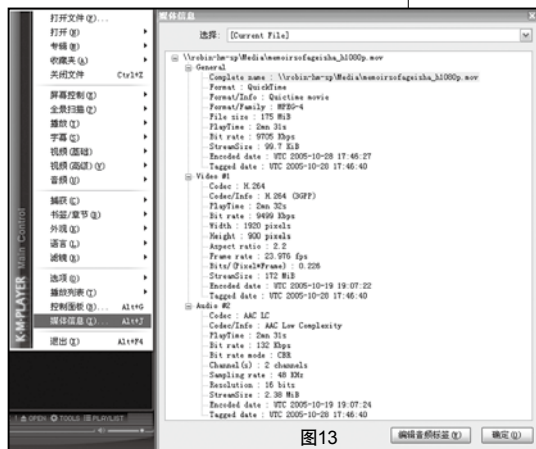 打开文件(F)...
打开(O)
专辑(B)
收藏夹(A)
关闭文件 Ctrl+Z
屏幕控制(E)
全景扫描(P)
播放(C)
字幕(S)
视频(基础)
视频(高级)(V)
音频(U)
捕获(C)
书签/章节(B)
外观(K)
语言(L)
滤镜(R)
选项(O)
播放列表(T)
控制面板(B)... Alt+G
媒体信息(I)... Alt+J
退出(X) Alt+F4
K-M-PLAYER Main Control
OPEN TOOLS PLAYLIST
媒体信息
选择: [Current File]
\\robin-hm-xp\Media\memoirsofageisha_h1080p.mov
General
Complete name : \\robin-hm-xp\Media\memoirsofageisha_h1080p.mov
Format : QuickTime
Format/Info : Quictime movie
Format/Family : MPEG-4
File size : 175 MiB
PlayTime : 2mn 31s
Bit rate : 9705 Kbps
StreamSize : 99.7 KiB
Encoded date : UTC 2005-10-28 17:46:27
Tagged date : UTC 2005-10-28 17:46:40
Video #1
Codec : H.264
Codec/Info : H.264 (3GPP)
PlayTime : 2mn 32s
Bit rate : 9499 Kbps
Width : 1920 pixels
Height : 900 pixels
Aspect ratio : 2.2
Frame rate : 23.976 fps
Bits/(Pixel*Frame) : 0.226
StreamSize : 172 MiB
Encoded date : UTC 2005-10-19 19:07:22
Tagged date : UTC 2005-10-28 17:46:40
Audio #2
Codec : AAC LC
Codec/Info : AAC Low Complexity
PlayTime : 2mn 31s
Bit rate : 132 Kbps
Bit rate mode : CBR
Channel(s) : 2 channels
Sampling rate : 48 KHz
Resolution : 16 bits
StreamSize : 2.38 MiB
Encoded date : UTC 2005-10-19 19:07:24
Tagged date : UTC 2005-10-28 17:46:40
图13
编辑音频标签(Y) 确定(O)